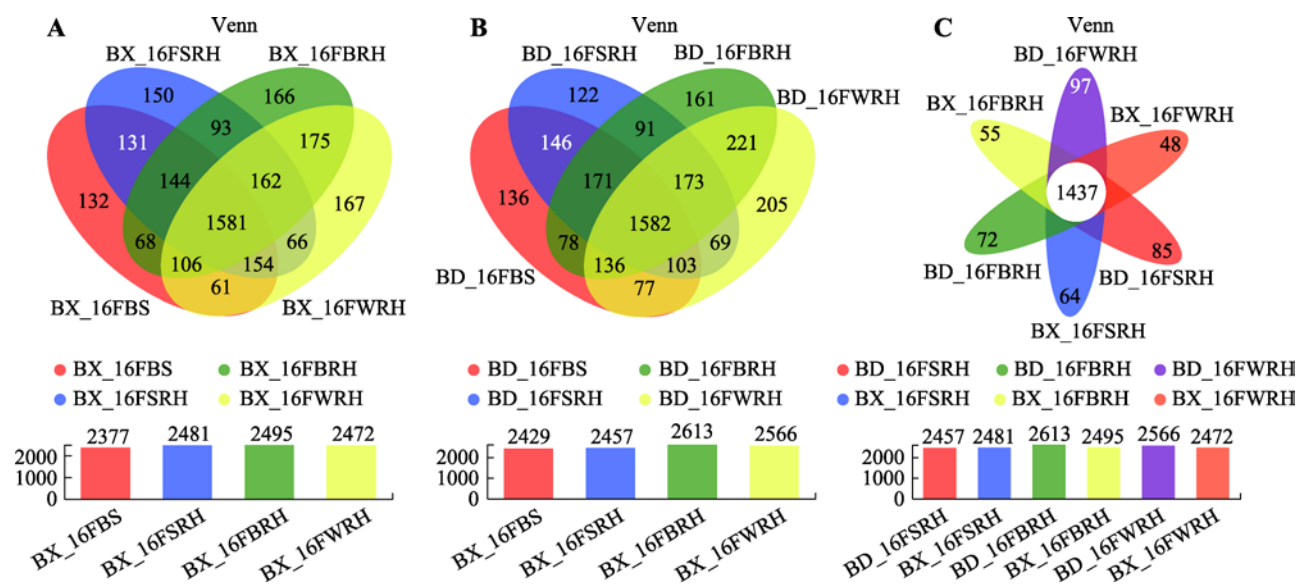 A
Venn
BX_16FSRH
BX_16FBRH
150
166
131
93
175
132
144
162
167
68
1581
66
106
154
61
BX_16FBS
BX_16FWRH
BX_16FBS
BX_16FBRH
BX_16FSRH
BX_16FWRH
2377
2481
2495
2472
2000
1000
0
BX_16FBS
BX_16FSRH
BX_16FBRH
BX_16FWRH
B
Venn
BD_16FSRH
BD_16FBRH
BD_16FWRH
122
161
146
91
221
136
171
173
205
78
1582
69
136
103
77
BD_16FBS
BD_16FBS
BD_16FBRH
BD_16FSRH
BD_16FWRH
2429
2457
2613
2566
2000
1000
0
BX_16FBS
BX_16FSRH
BX_16FBRH
BX_16FWRH
C
Venn
BD_16FWRH
97
BX_16FBRH
BX_16FWRH
55
48
1437
72
85
BD_16FBRH
BD_16FSRH
64
BX_16FSRH
BD_16FSRH
BD_16FBRH
BD_16FWRH
BX_16FSRH
BX_16FBRH
BX_16FWRH
2457
2481
2613
2495
2566
2472
2000
1000
0
BD_16FSRH
BX_16FSRH
BD_16FBRH
BX_16FBRH
BD_16FWRH
BX_16FWRH